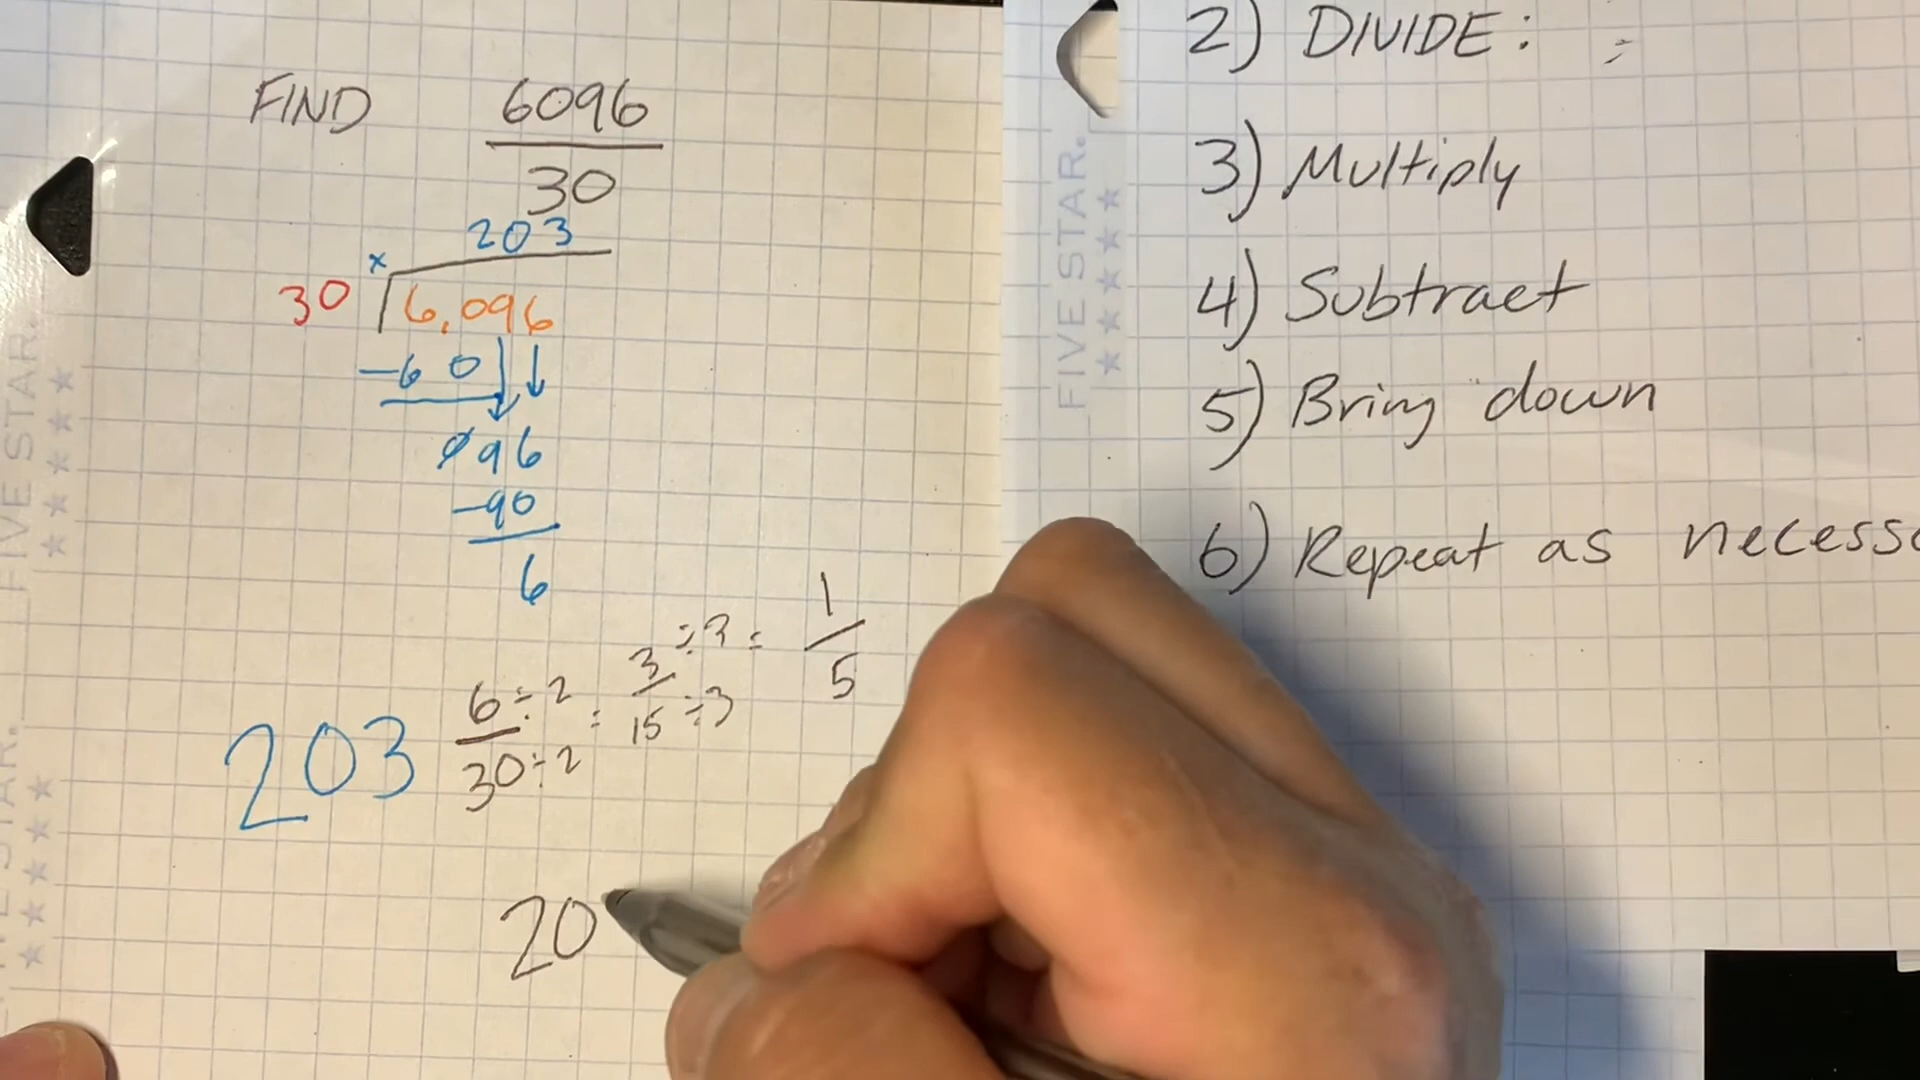 FIND 6096
30
203
x
30 6,096
-60
096
-90
6
203 6÷2 = 3÷3 = 1
30÷2 15÷3 5
20
FIVE STAR.
FIVE STAR.
2) DIVIDE: ÷
3) Multiply
4) Subtract
5) Bring down
6) Repeat as necess
FIVE STAR.